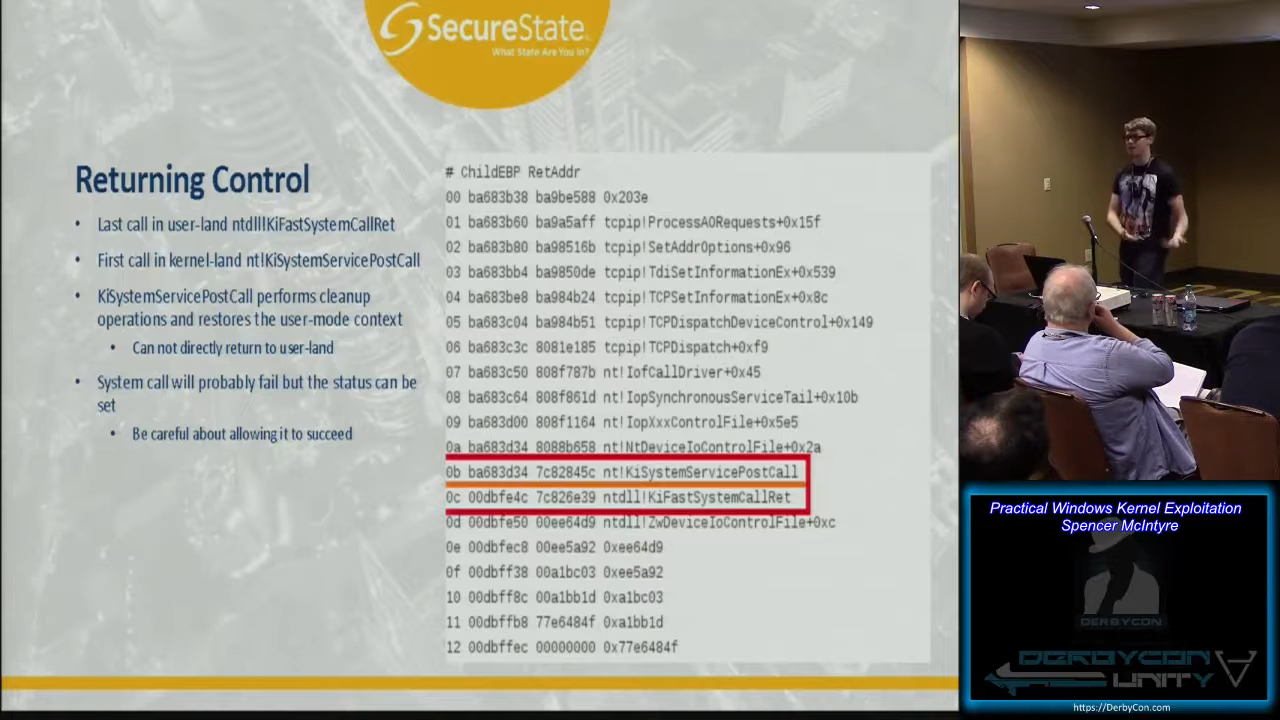 SecureState
What State Are You In?
Returning Control
• Last call in user-land ntdll!KiFastSystemCallRet
• First call in kernel-land nt!KiSystemServicePostCall
• KiSystemServicePostCall performs cleanup
operations and restores the user-mode context
• Can not directly return to user-land
• System call will probably fail but the status can be
set
• Be careful about allowing it to succeed
# ChildEBP RetAddr
00 ba683b38 ba9be588 0x203e
01 ba683b60 ba9a5aff tcpip!ProcessAORequests+0x15f
02 ba683b80 ba98516b tcpip!SetAddrOptions+0x96
03 ba683bb4 ba9850de tcpip!TdiSetInformationEx+0x539
04 ba683be8 ba984b24 tcpip!TCPSetInformationEx+0x8c
05 ba683c04 ba984b51 tcpip!TCPDispatchDeviceControl+0x149
06 ba683c3c 8081e185 tcpip!TCPDispatch+0xf9
07 ba683c50 808f787b nt!IofCallDriver+0x45
08 ba683c64 808f861d nt!IopSynchronousServiceTail+0x10b
09 ba683d00 808f1164 nt!IopXxxControlFile+0x5e5
0a ba683d34 8088b658 nt!NtDeviceIoControlFile+0x2a
0b ba683d34 7c82845c nt!KiSystemServicePostCall
0c 00dbfe4c 7c826e39 ntdll!KiFastSystemCallRet
0d 00dbfe50 00ee64d9 ntdll!ZwDeviceIoControlFile+0xc
0e 00dbfec8 00ee5a92 0xee64d9
0f 00dbff38 00a1bc03 0xee5a92
10 00dbff8c 00a1bb1d 0xa1bc03
11 00dbffb8 77e6484f 0xa1bb1d
12 00dbffec 00000000 0x77e6484f
Practical Windows Kernel Exploitation
Spencer McIntyre
DERBYCON
DERBYCON
UNITY
https://DerbyCon.com